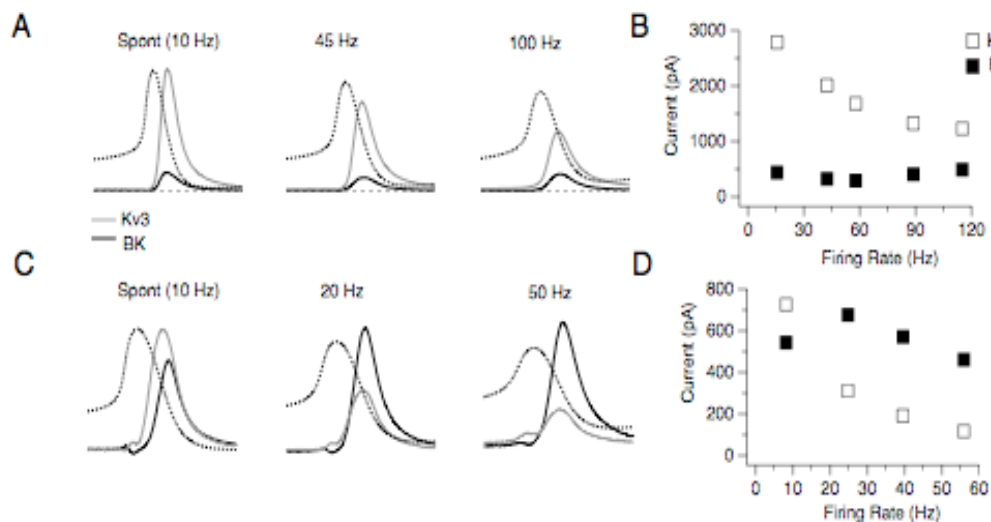 A
Spont (10 Hz)
45 Hz
100 Hz
Kv3
BK
B
Current (pA)
3000
2000
1000
0
0
30
60
90
120
Firing Rate (Hz)
K
C
Spont (10 Hz)
20 Hz
50 Hz
D
Current (pA)
800
600
400
200
0
0
10
20
30
40
50
60
Firing Rate (Hz)